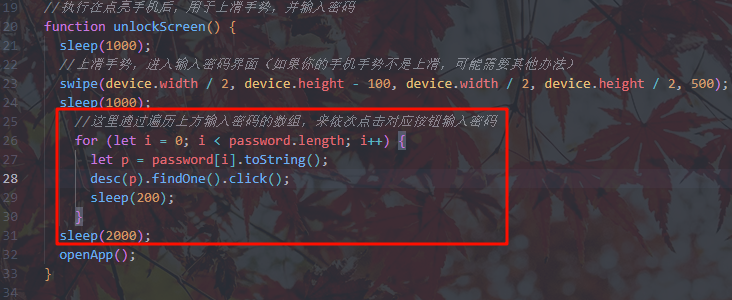 19 //执行在点亮手机后，用于上滑手势，并输入密码
20 function unlockScreen() {
21 sleep(1000);
22 //上滑手势，进入输入密码界面（如果你的手机手势不是上滑，可能需要其他办法）
23 swipe(device.width / 2, device.height - 100, device.width / 2, device.height / 2, 500);
24 sleep(1000);
25 //这里通过遍历上方输入密码的数组，来依次点击对应按钮输入密码
26 for (let i = 0; i < password.length; i++) {
27 let p = password[i].toString();
28 desc(p).findOne().click();
29 sleep(200);
30 }
31 sleep(2000);
32 openApp();
33 }